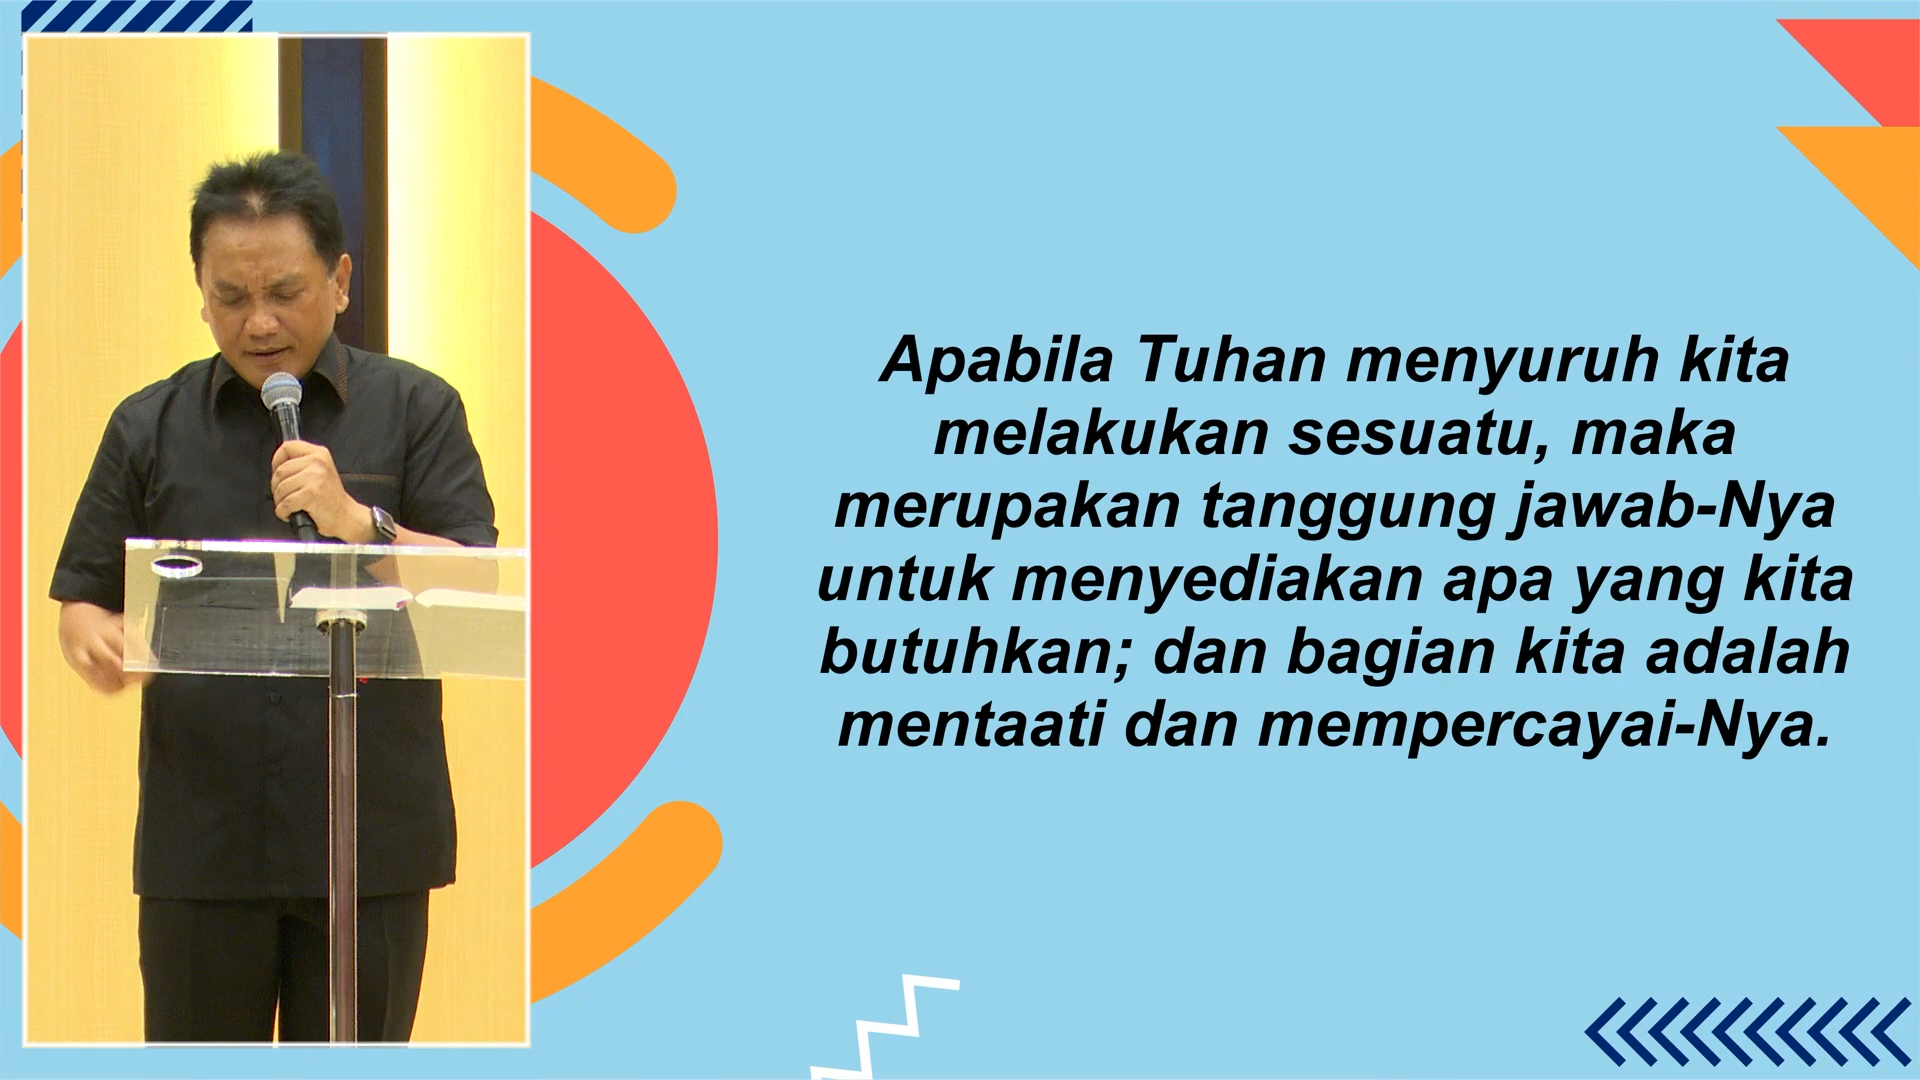 Apabila Tuhan menyuruh kita
melakukan sesuatu, maka
merupakan tanggung jawab-Nya
untuk menyediakan apa yang kita
butuhkan; dan bagian kita adalah
mentaati dan mempercayai-Nya.